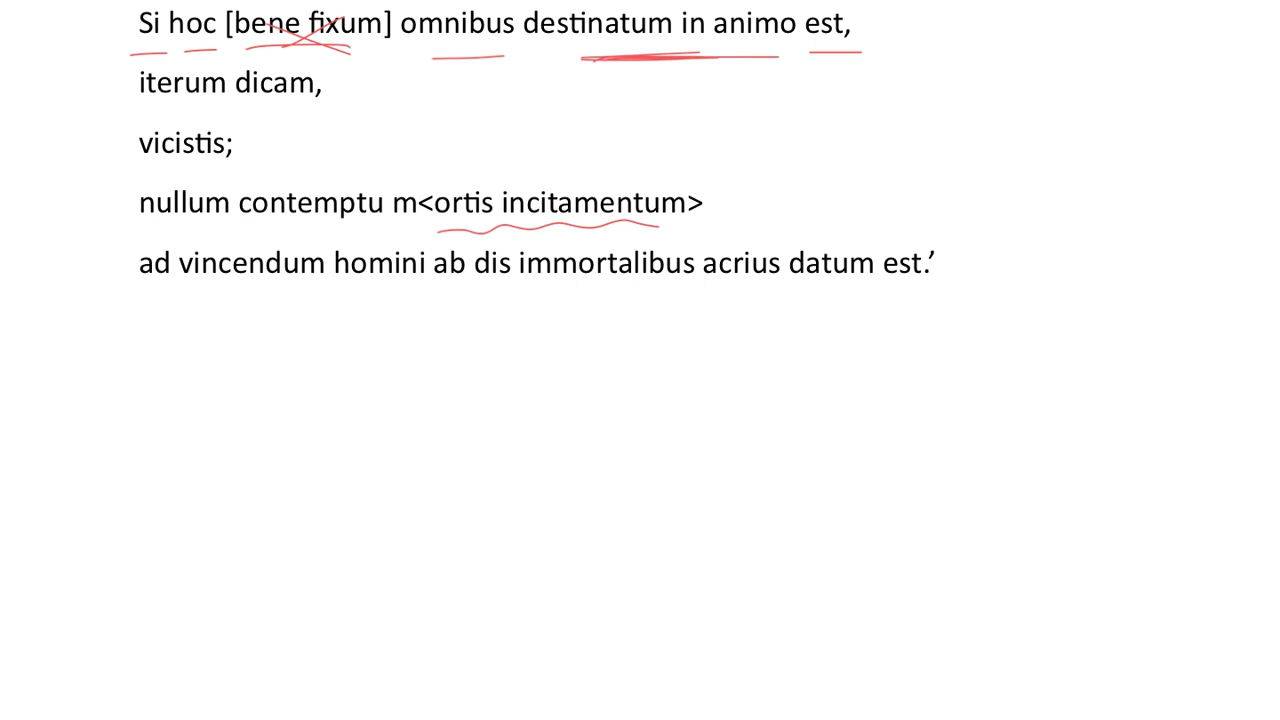 Si hoc [bene fixum] omnibus destinatum in animo est,
iterum dicam,
vicistis;
nullum contemptu m<ortis incitamentum>
ad vincendum homini ab dis immortalibus acrius datum est.’